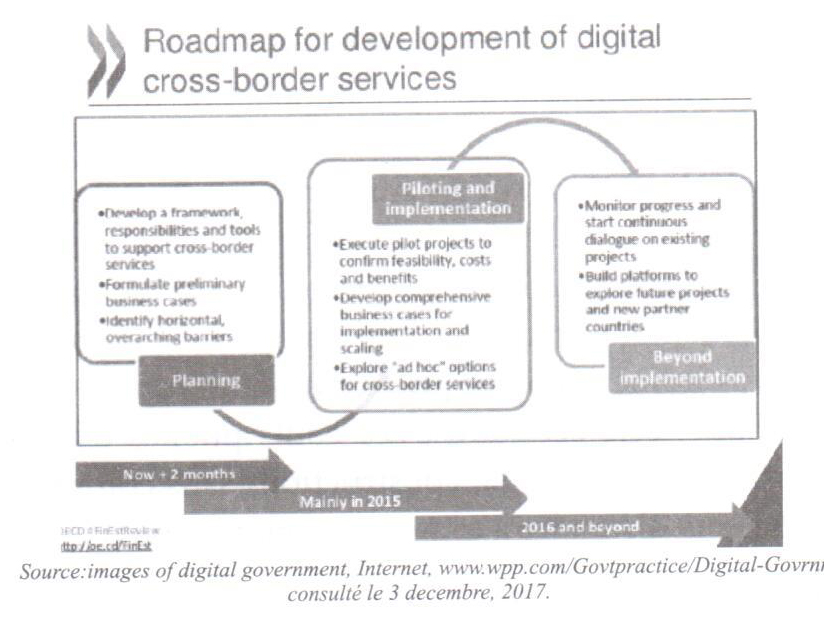 Roadmap for development of digital
cross-border services
•Develop a framework,
responsibilities and tools
to support cross-border
services
•Formulate preliminary
business cases
•Identify horizontal,
overarching barriers
Planning
Piloting and
implementation
•Execute pilot projects to
confirm feasibility, costs
and benefits
•Develop comprehensive
business cases for
implementation and
scaling
•Explore "ad hoc" options
for cross-border services
•Monitor progress and
start continuous
dialogue on existing
projects
•Build platforms to
explore future projects
and new partner
countries
Beyond
implementation
Now + 2 months
Mainly in 2015
2016 and beyond
#FinEstReview
ttp://oe.cd/FinEst
Source:images of digital government, Internet, www.wpp.com/Govtpractice/Digital-Govrn
consulté le 3 decembre, 2017.